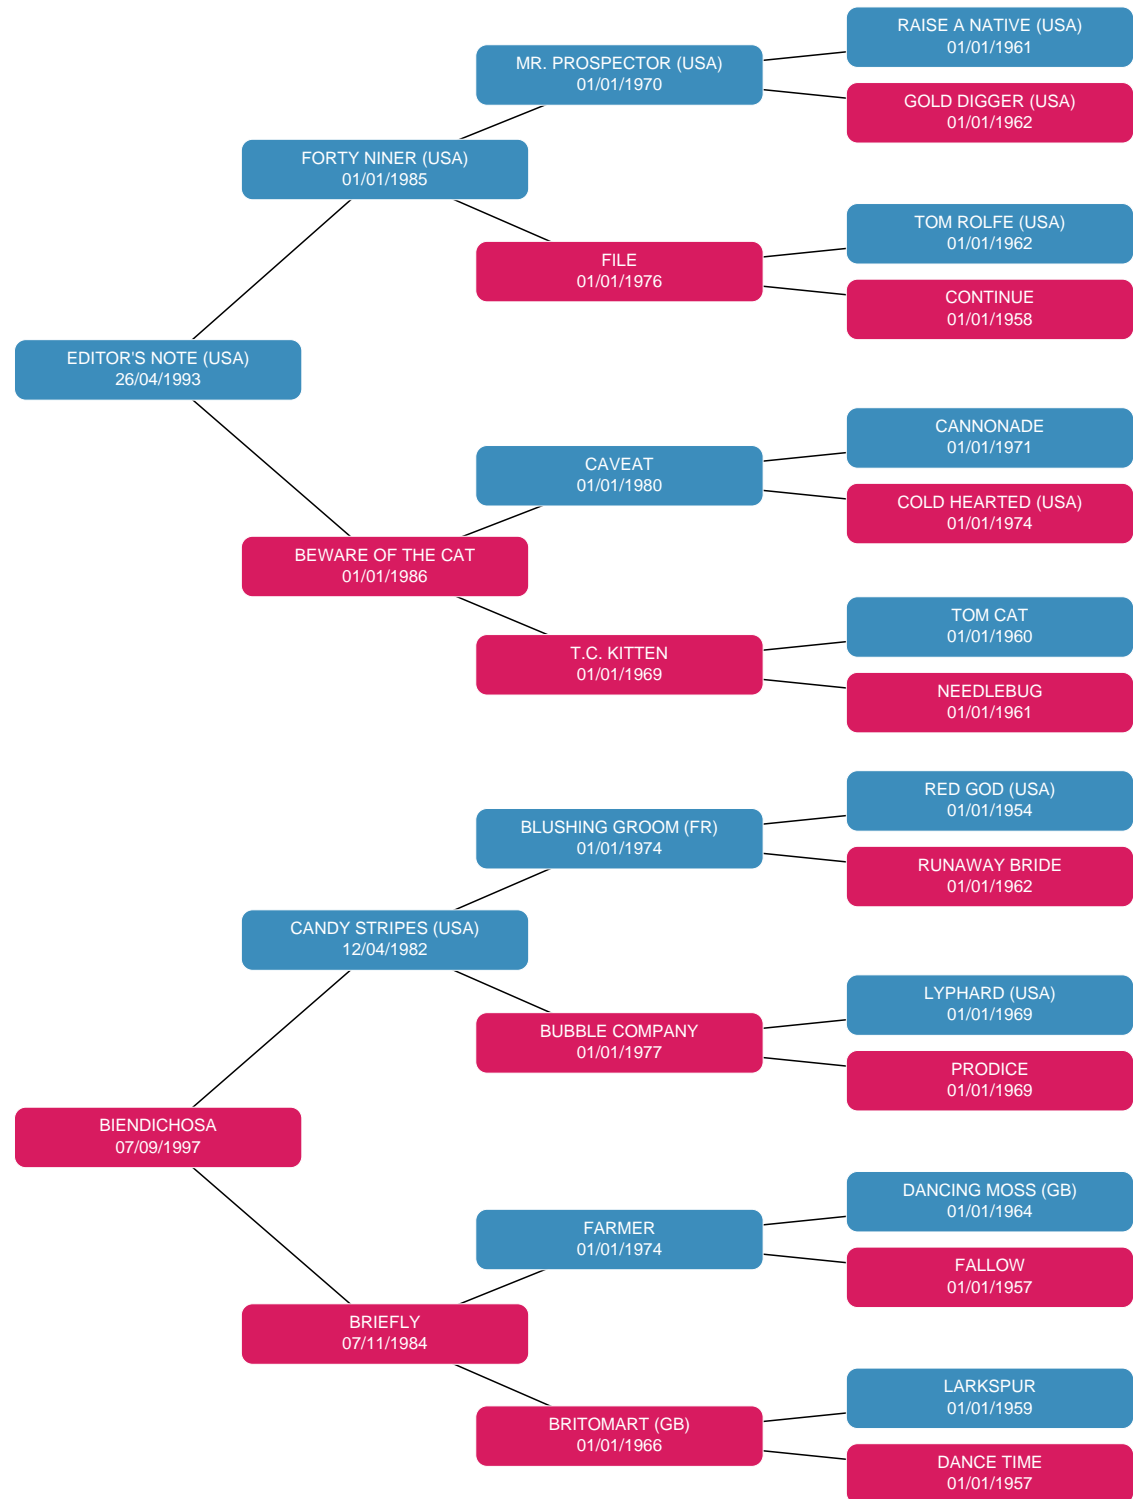 RAISE A NATIVE (USA)
01/01/1961
MR. PROSPECTOR (USA)
01/01/1970
GOLD DIGGER (USA)
01/01/1962
FORTY NINER (USA)
01/01/1985
TOM ROLFE (USA)
01/01/1962
FILE
01/01/1976
CONTINUE
01/01/1958
EDITOR'S NOTE (USA)
26/04/1993
CANNONADE
01/01/1971
CAVEAT
01/01/1980
COLD HEARTED (USA)
01/01/1974
BEWARE OF THE CAT
01/01/1986
TOM CAT
01/01/1960
T.C. KITTEN
01/01/1969
NEEDLEBUG
01/01/1961
RED GOD (USA)
01/01/1954
BLUSHING GROOM (FR)
01/01/1974
RUNAWAY BRIDE
01/01/1962
CANDY STRIPES (USA)
12/04/1982
LYPHARD (USA)
01/01/1969
BUBBLE COMPANY
01/01/1977
PRODICE
01/01/1969
BIENDICHOSA
07/09/1997
DANCING MOSS (GB)
01/01/1964
FARMER
01/01/1974
FALLOW
01/01/1957
BRIEFLY
07/11/1984
LARKSPUR
01/01/1959
BRITOMART (GB)
01/01/1966
DANCE TIME
01/01/1957